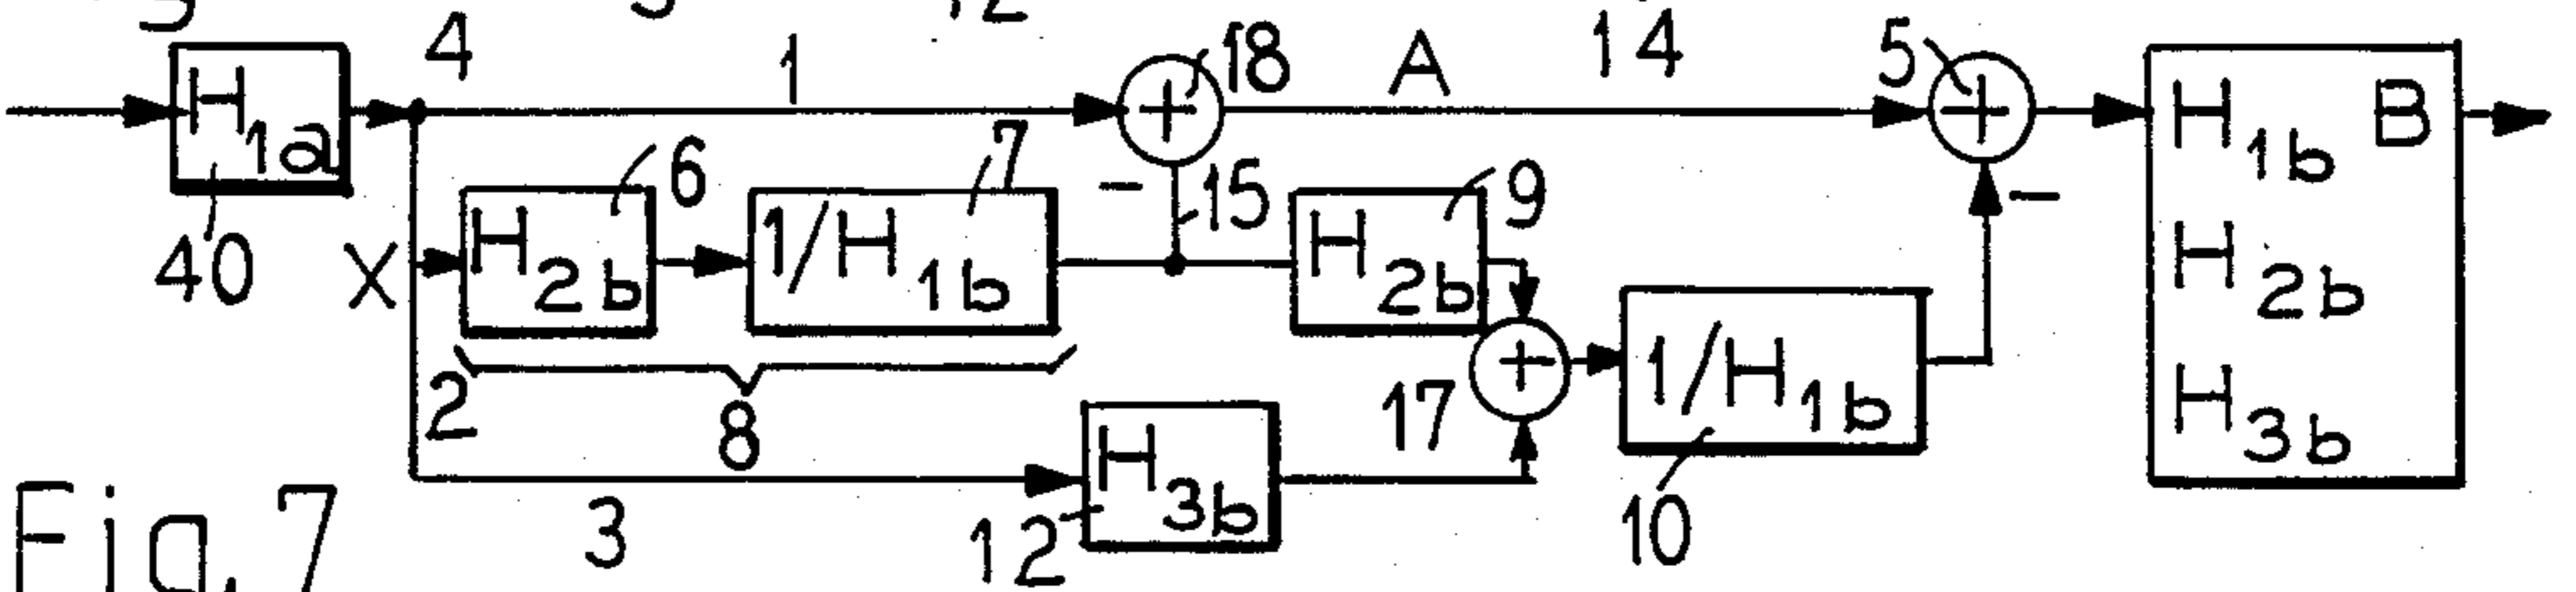 4 1 18 A 14 5
H1a H1b B
6 7 15 9
40 X H2b 1/H1b - H2b - H2b
2 8 17 1/H1b H3b
3 12 H3b 10
Fig. 7